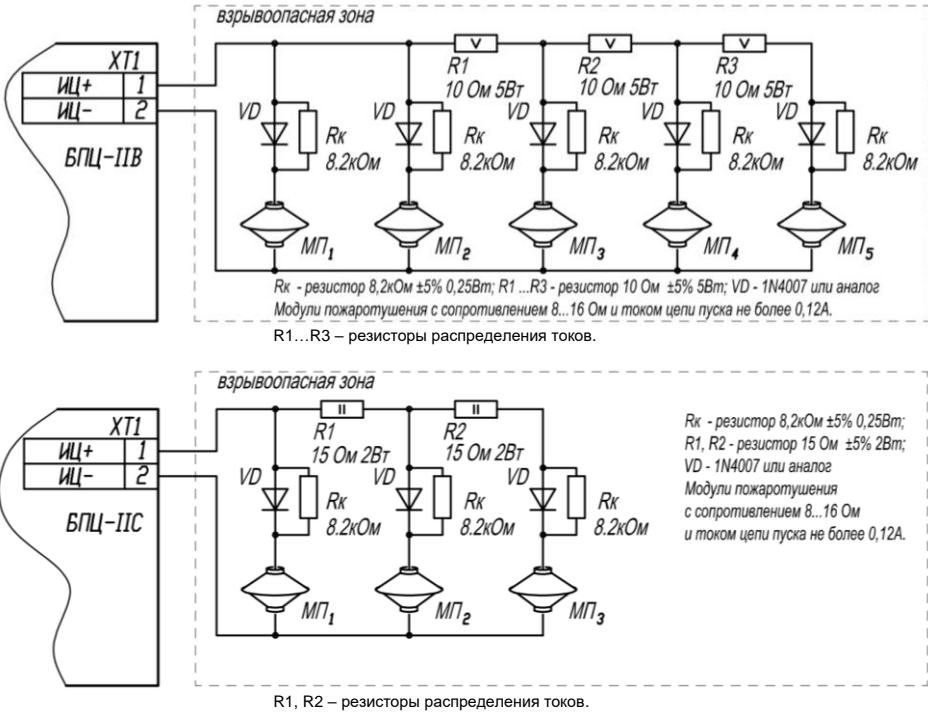 взрывоопасная зона
XT1
ИЦ+ 1
ИЦ− 2
БПЦ-IIB
R1 R2 R3
10 Ом 5Вт 10 Ом 5Вт 10 Ом 5Вт
VD VD VD VD VD
Rк Rк Rк Rк Rк
8.2кОм 8.2кОм 8.2кОм 8.2кОм 8.2кОм
МП1 МП2 МП3 МП4 МП5
Rк - резистор 8,2кОм ±5% 0,25Вт; R1 ...R3 - резистор 10 Ом ±5% 5Вт; VD - 1N4007 или аналог
Модули пожаротушения с сопротивлением 8...16 Ом и током цепи пуска не более 0,12А.
R1…R3 – резисторы распределения токов.
взрывоопасная зона
XT1
ИЦ+ 1
ИЦ− 2
БПЦ-IIC
R1 R2
15 Ом 2Вт 15 Ом 2Вт
VD VD VD
Rк Rк Rк
8.2кОм 8.2кОм 8.2кОм
МП1 МП2 МП3
Rк - резистор 8,2кОм ±5% 0,25Вт;
R1, R2 - резистор 15 Ом ±5% 2Вт;
VD - 1N4007 или аналог
Модули пожаротушения
с сопротивлением 8...16 Ом
и током цепи пуска не более 0,12А.
R1, R2 – резисторы распределения токов.